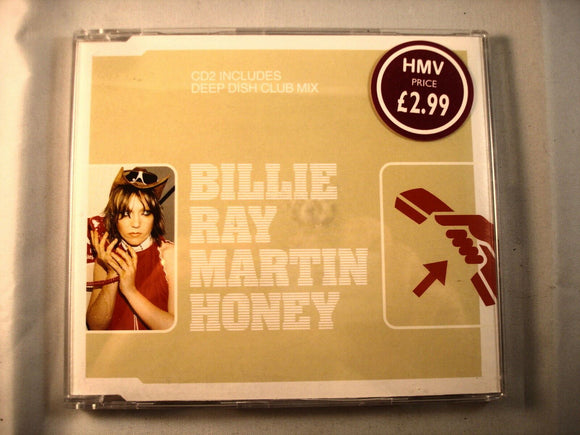 CD2 INCLUDES
DEEP DISH CLUB MIX
HMV
PRICE
£2.99
BILLIE
RAY
MARTIN
HONEY